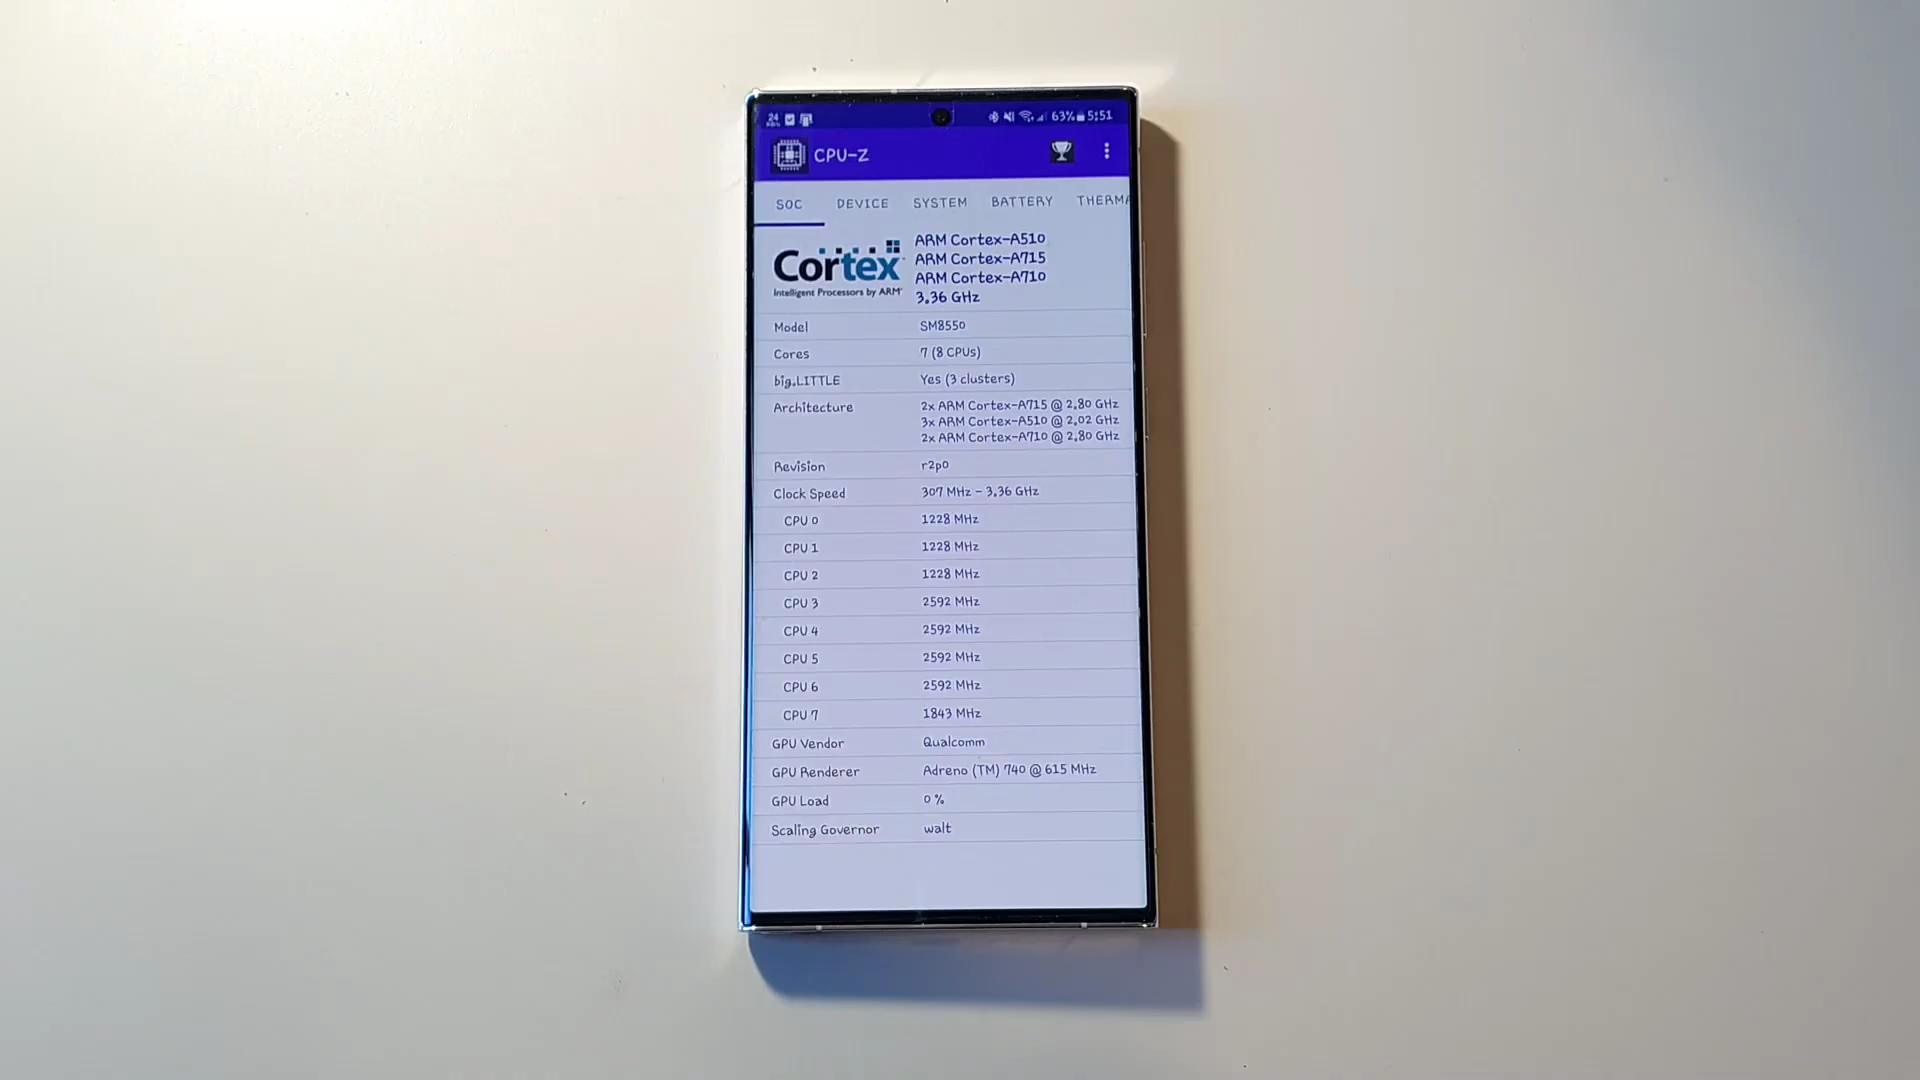 24
KB/s
63% 5:51
CPU-Z
SOC DEVICE SYSTEM BATTERY THERMA
Cortex
Intelligent Processors by ARM
ARM Cortex-A510
ARM Cortex-A715
ARM Cortex-A710
3.36 GHz
Model SM8550
Cores 7 (8 CPUs)
big.LITTLE Yes (3 clusters)
Architecture 2x ARM Cortex-A715 @ 2.80 GHz
3x ARM Cortex-A510 @ 2.02 GHz
2x ARM Cortex-A710 @ 2.80 GHz
Revision r2p0
Clock Speed 307 MHz - 3.36 GHz
CPU 0 1228 MHz
CPU 1 1228 MHz
CPU 2 1228 MHz
CPU 3 2592 MHz
CPU 4 2592 MHz
CPU 5 2592 MHz
CPU 6 2592 MHz
CPU 7 1843 MHz
GPU Vendor Qualcomm
GPU Renderer Adreno (TM) 740 @ 615 MHz
GPU Load 0 %
Scaling Governor walt